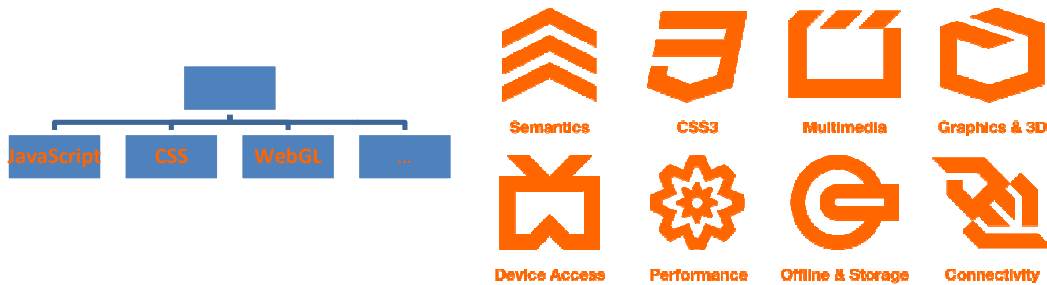 JavaScript
CSS
WebGL
...
Semantics
CSS3
Multimedia
Graphics & 3D
Device Access
Performance
Offline & Storage
Connectivity